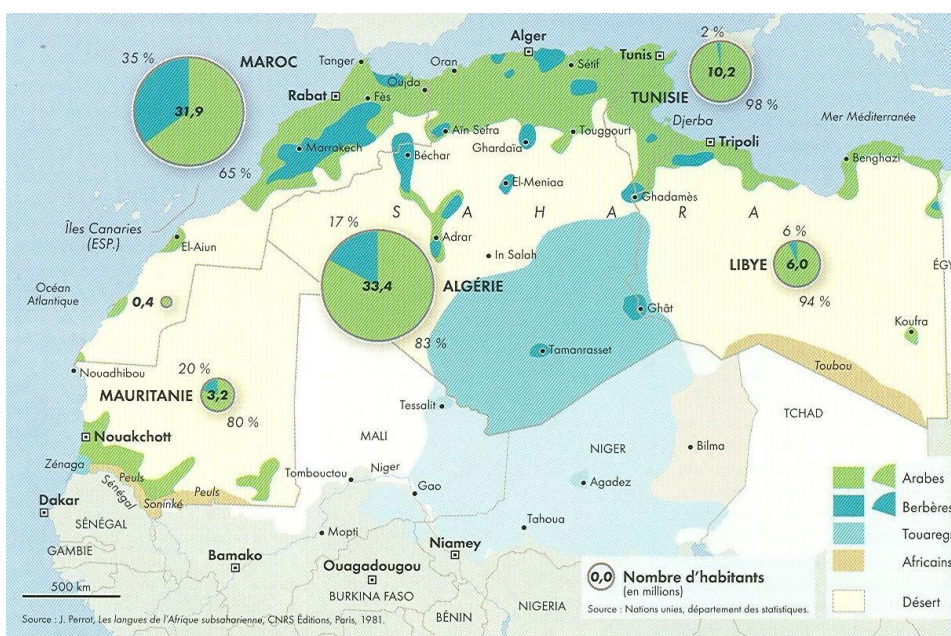 2 %
35 %
MAROC
Alger
Tanger
Oran
Sétif
Tunis
10,2
Oujda
31,9
Rabat
Fès
TUNISIE
98 %
Djerba
Mer Méditerranée
Marrakech
Aïn Sefra
Touggourt
Ghardaïa
Tripoli
Béchar
Benghazi
65 %
El-Meniaa
Ghadamès
S A H A R A
Îles Canaries
(ESP.)
17 %
6 %
El-Aiun
Adrar
In Salah
LIBYE
6,0
Océan
Atlantique
0,4
33,4
ALGÉRIE
94 %
Ghât
Koufra
83 %
Tamanrasset
Nouadhibou
20 %
Toubou
MAURITANIE
3,2
Tessalit
80 %
TCHAD
Nouakchott
MALI
NIGER
Bilma
Zénaga
Peuls
Tombouctou
Niger
Agadez
Arabes
Sénégal
Peuls
Gao
Soninké
Dakar
Berbères
SÉNÉGAL
Mopti
Tahoua
Touaregs
GAMBIE
Niamey
Bamako
Africains
Ouagadougou
0,0 Nombre d'habitants
(en millions)
500 km
BURKINA FASO
Désert
BÉNIN
NIGERIA
Source : Nations unies, département des statistiques.
Source : J. Perrot, Les langues de l'Afrique subsaharienne, CNRS Éditions, Paris, 1981.